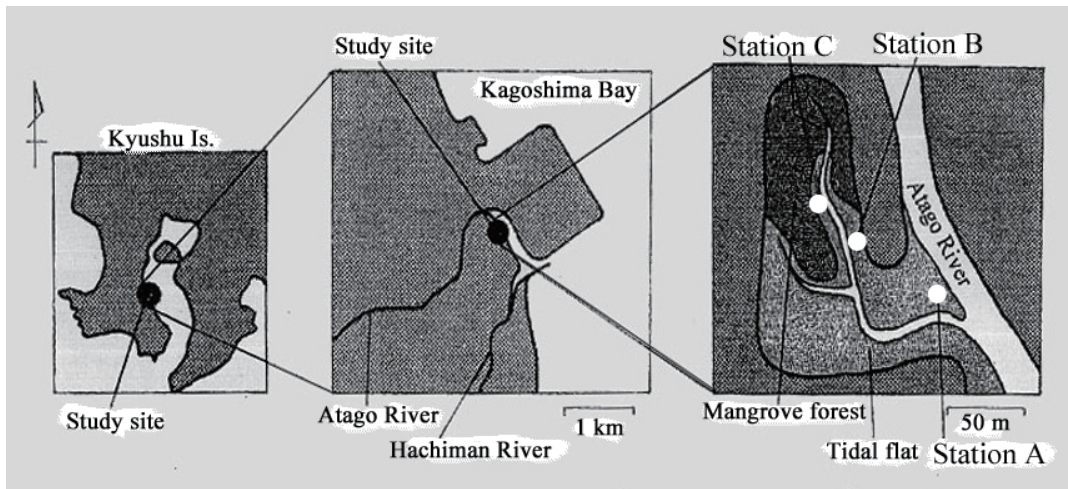 Study site
Station C
Station B
Kagoshima Bay
Kyushu Is.
Atago River
Study site
Atago River
Hachiman River
1 km
Mangrove forest
Tidal flat
50 m
Station A